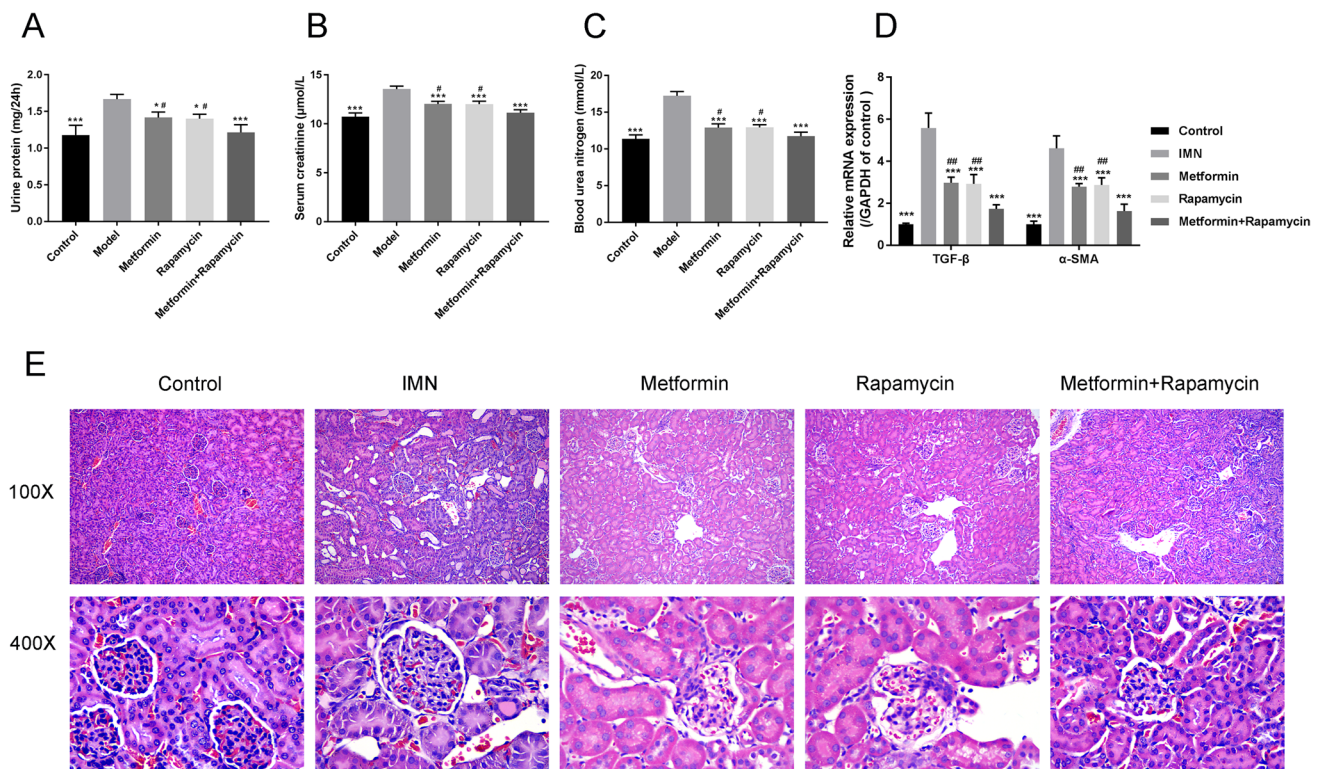 A
Urine protein (mg/24h)
2.0
1.5
1.0
0.5
0.0
***
* #
* #
***
Control
Model
Metformin
Rapamycin
Metformin+Rapamycin
B
Serum creatinine (μmol/L
15
10
5
0
***
#
***
#
***
***
Control
Model
Metformin
Rapamycin
Metformin+Rapamycin
C
Blood urea nitrogen (mmol/L)
20
15
10
5
0
***
#
***
#
***
***
Control
Model
Metformin
Rapamycin
Metformin+Rapamycin
D
Relative mRNA expression
(/GAPDH of control)
8
6
4
2
0
***
##
***
##
***
***
***
##
***
##
***
***
TGF-β
α-SMA
Control
IMN
Metformin
Rapamycin
Metformin+Rapamycin
E
Control
IMN
Metformin
Rapamycin
Metformin+Rapamycin
100X
400X